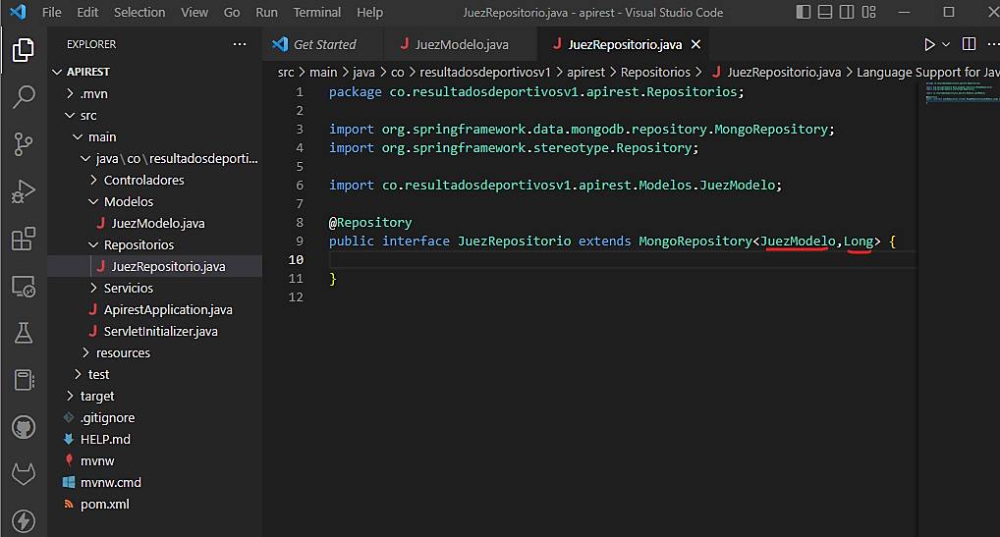 File Edit Selection View Go Run Terminal Help
JuezRepositorio.java - apirest - Visual Studio Code
EXPLORER
APIREST
.mvn
src
main
java\co\resultadosdeporti...
Controladores
Modelos
JuezModelo.java
Repositorios
JuezRepositorio.java
Servicios
ApirestApplication.java
ServletInitializer.java
resources
test
target
.gitignore
HELP.md
mvnw
mvnw.cmd
pom.xml
Get Started
JuezModelo.java
JuezRepositorio.java
src > main > java > co > resultadosdeportivosv1 > apirest > Repositorios > JuezRepositorio.java > Language Support for Jav
1 package co.resultadosdeportivosv1.apirest.Repositorios;
2
3 import org.springframework.data.mongodb.repository.MongoRepository;
4 import org.springframework.stereotype.Repository;
5
6 import co.resultadosdeportivosv1.apirest.Modelos.JuezModelo;
7
8 @Repository
9 public interface JuezRepositorio extends MongoRepository<JuezModelo,Long> {
10
11 }
12